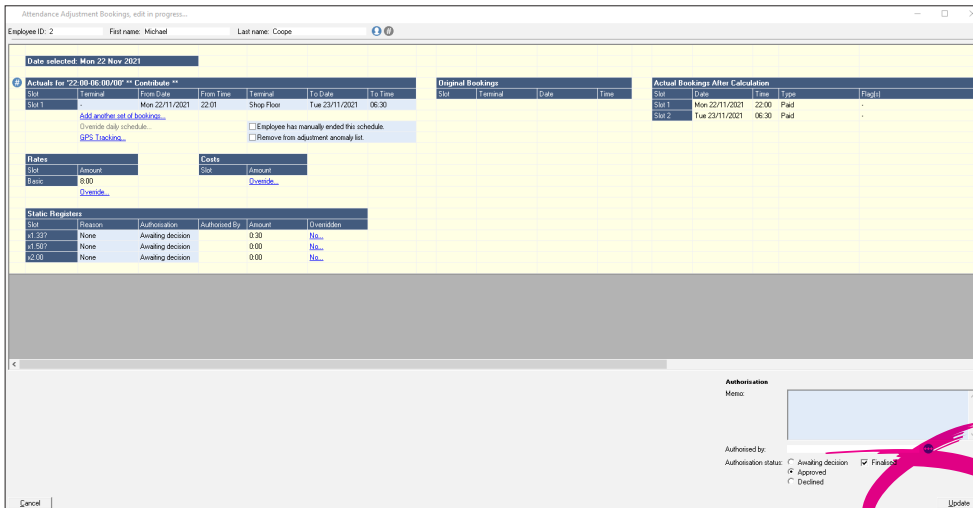 Attendance Adjustment Bookings, edit in progress...
Employee ID: 2 First name: Michael Last name: Coope
Date selected: Mon 22 Nov 2021
Actuals for '22:00-06:00/00' ** Contribute ** Original Bookings Actual Bookings After Calculation
Slot Terminal From Date From Time Terminal To Date To Time Slot Terminal Date Time Slot Date Time Type Flag(s)
Slot 1 - Mon 22/11/2021 22:01 Shop Floor Tue 23/11/2021 06:30 Slot 1 Mon 22/11/2021 22:00 Paid -
Add another set of bookings... Slot 2 Tue 23/11/2021 06:30 Paid -
Override daily schedule... Employee has manually ended this schedule.
GPS Tracking... Remove from adjustment anomaly list.
Rates Costs
Slot Amount Slot Amount
Basic 8:00 Override...
Override...
Static Registers
Slot Reason Authorisation Authorised By Amount Overridden
x1.33? None Awaiting decision 0:30 No...
x1.50? None Awaiting decision 0:00 No...
x2.00 None Awaiting decision 0:00 No...
Authorisation
Memo:
Authorised by:
Authorisation status: Awaiting decision Finalised
Approved
Declined
Cancel Update